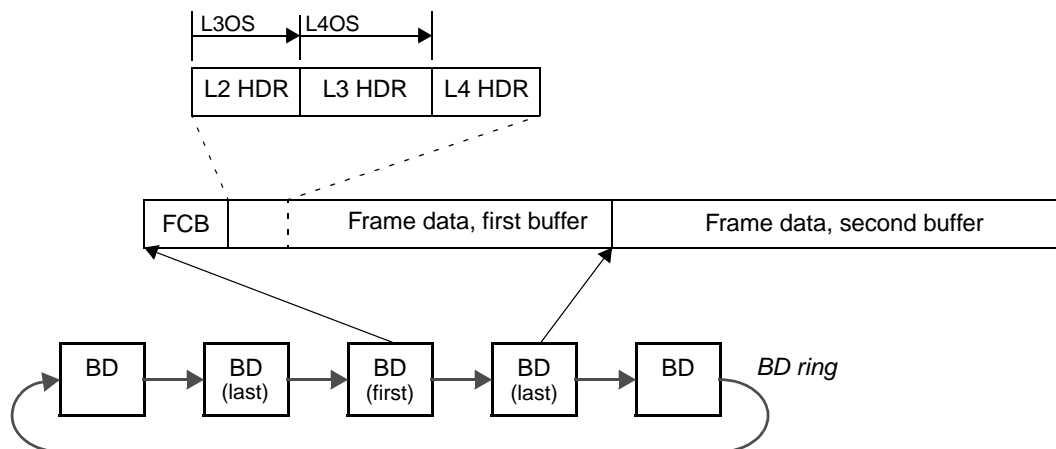 L3OS L4OS
L2 HDR L3 HDR L4 HDR
FCB Frame data, first buffer Frame data, second buffer
BD BD BD BD BD BD ring
(last) (first) (last)